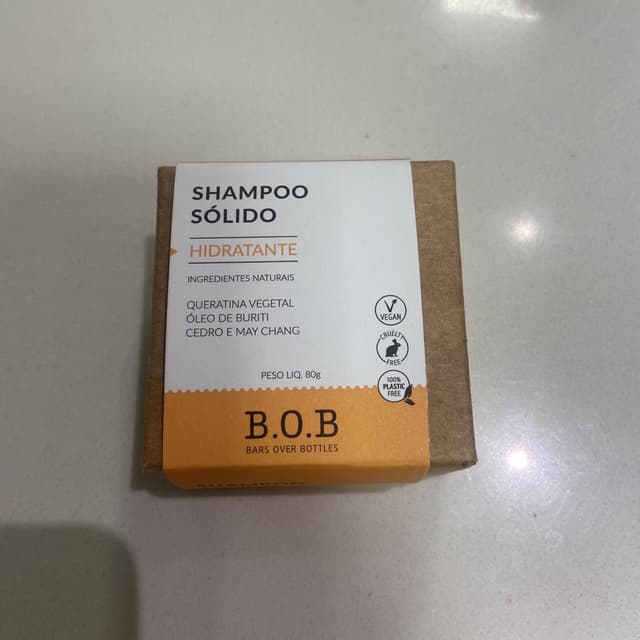 SHAMPOO
SÓLIDO
HIDRATANTE
INGREDIENTES NATURAIS
QUERATINA VEGETAL
ÓLEO DE BURITI
CEDRO E MAY CHANG
VEGAN
CRUELTY
FREE
100%
PLASTIC
FREE
PESO LIQ. 80g
B.O.B
BARS OVER BOTTLES
SHAMPOO